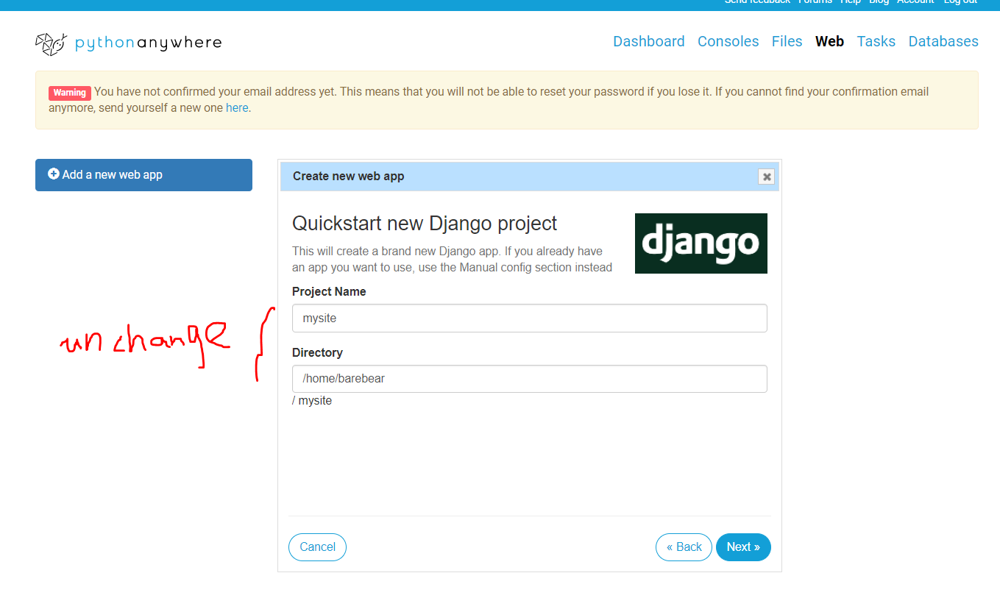 Send feedback Forums Help Blog Account Log out
pythonanywhere
Dashboard Consoles Files Web Tasks Databases
Warning You have not confirmed your email address yet. This means that you will not be able to reset your password if you lose it. If you cannot find your confirmation email
anymore, send yourself a new one here.
Add a new web app
Create new web app
Quickstart new Django project
django
This will create a brand new Django app. If you already have
an app you want to use, use the Manual config section instead
Project Name
mysite
unchange
Directory
/home/barebear
/ mysite
Cancel
« Back
Next »